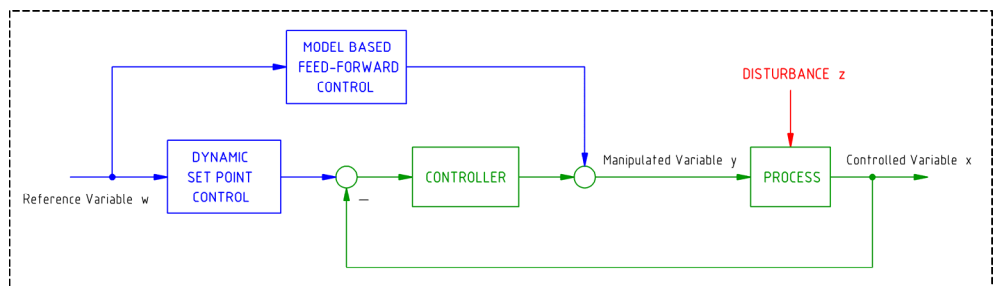 MODEL BASED
FEED-FORWARD
CONTROL
DISTURBANCE z
DYNAMIC
SET POINT
CONTROL
CONTROLLER
Manipulated Variable y
PROCESS
Controlled Variable x
Reference Variable w
–